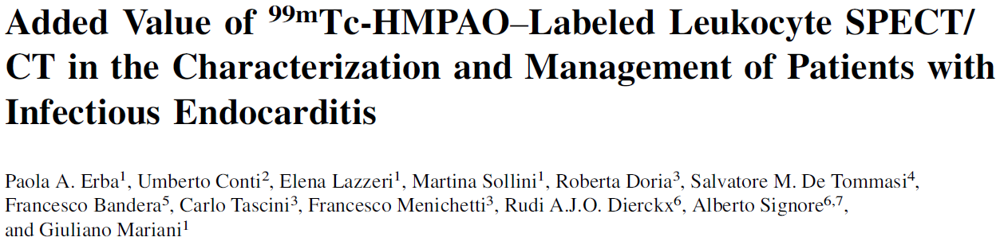 Added Value of ⁹⁹ᵐTc-HMPAO–Labeled Leukocyte SPECT/
CT in the Characterization and Management of Patients with
Infectious Endocarditis
Paola A. Erba¹, Umberto Conti², Elena Lazzeri¹, Martina Sollini¹, Roberta Doria³, Salvatore M. De Tommasi⁴,
Francesco Bandera⁵, Carlo Tascini³, Francesco Menichetti³, Rudi A.J.O. Dierckx⁶, Alberto Signore⁶,⁷,
and Giuliano Mariani¹